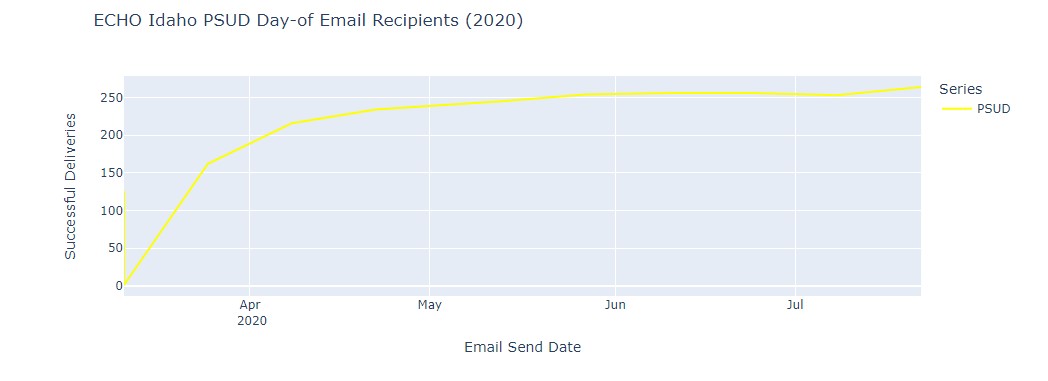 ECHO Idaho PSUD Day-of Email Recipients (2020)
Series
PSUD
250
200
150
100
50
0
Successful Deliveries
Apr
2020
May
Jun
Jul
Email Send Date